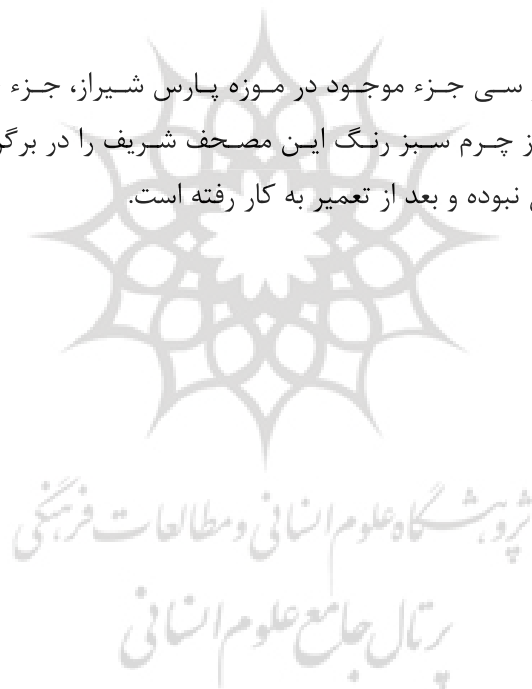 سی جزء موجود در موزه پارس شیراز، جزء
ز چرم سبز رنگ این مصحف شریف را در برگر
نبوده و بعد از تعمیر به کار رفته است.
پژوهشگاه علوم انسانی و مطالعات فرهنگی
پرتال جامع علوم انسانی